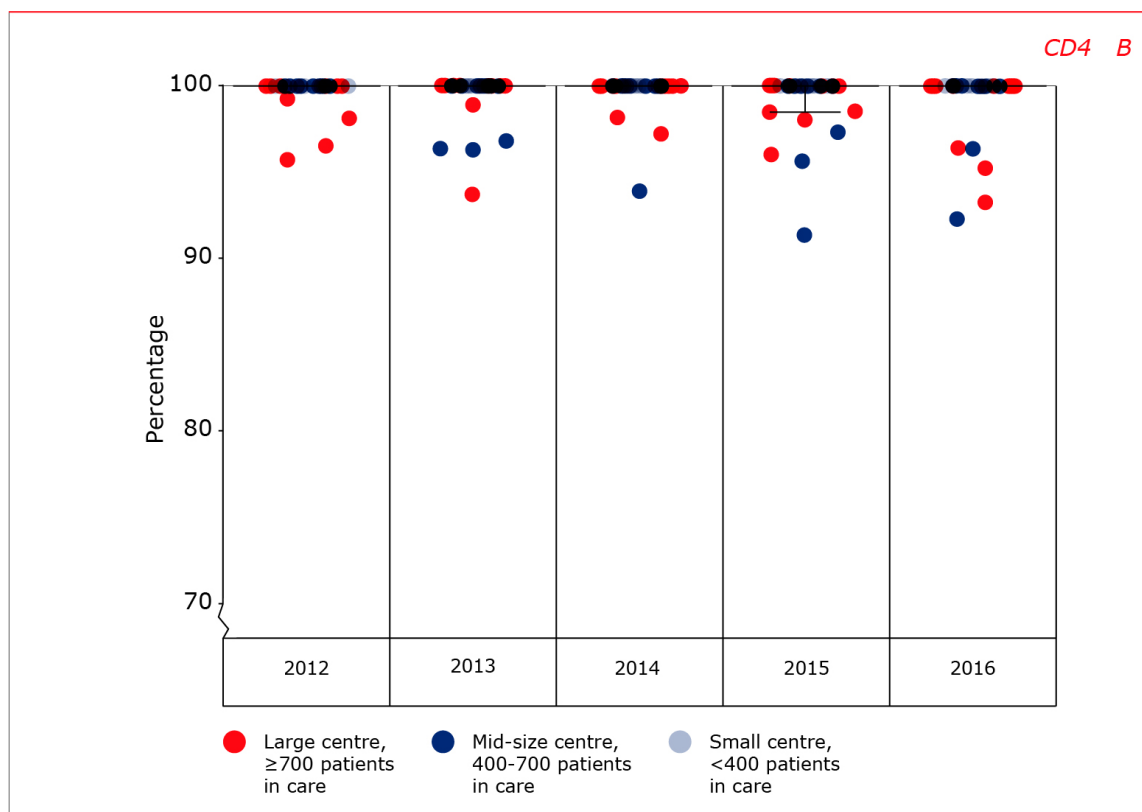 CD4 B
100
90
80
70
Percentage
2012
2013
2014
2015
2016
Large centre,
≥700 patients
in care
Mid-size centre,
400-700 patients
in care
Small centre,
<400 patients
in care